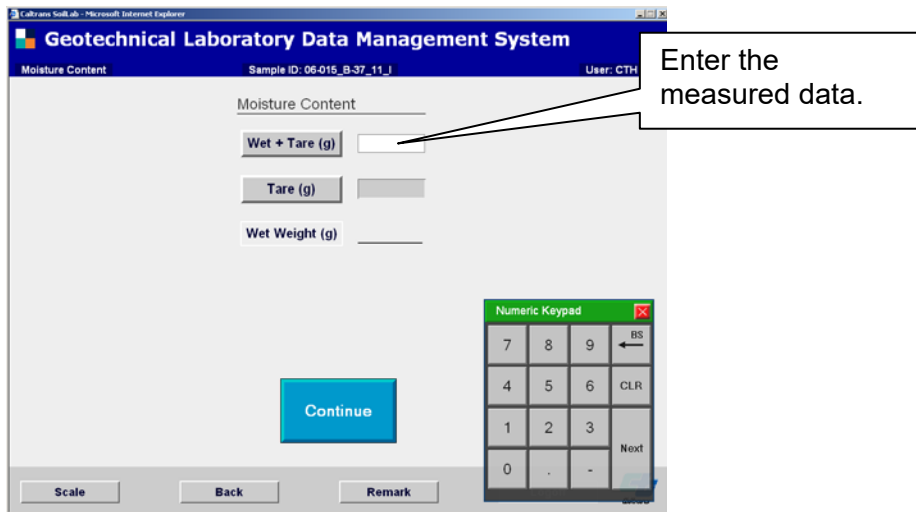 Caltrans SoilLab - Microsoft Internet Explorer
Geotechnical Laboratory Data Management System
Moisture Content Sample ID: 06-015_B-37_11_I User: CTH
Enter the
measured data.
Moisture Content
Wet + Tare (g)
Tare (g)
Wet Weight (g)
Numeric Keypad
7 8 9 BS
4 5 6 CLR
1 2 3
Next
0 . -
Continue
Scale Back Remark